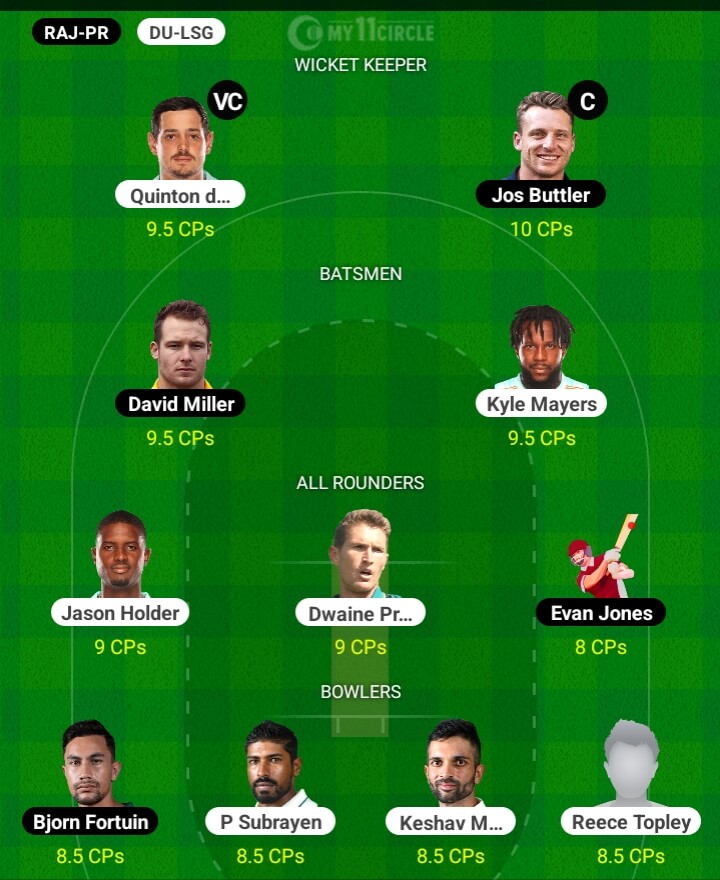 RAJ-PR DU-LSG MY11CIRCLE
WICKET KEEPER
VC C
Quinton d... Jos Buttler
9.5 CPs 10 CPs
BATSMEN
David Miller Kyle Mayers
9.5 CPs 9.5 CPs
ALL ROUNDERS
Jason Holder Dwaine Pr... Evan Jones
9 CPs 9 CPs 8 CPs
BOWLERS
Bjorn Fortuin P Subrayen Keshav M... Reece Topley
8.5 CPs 8.5 CPs 8.5 CPs 8.5 CPs